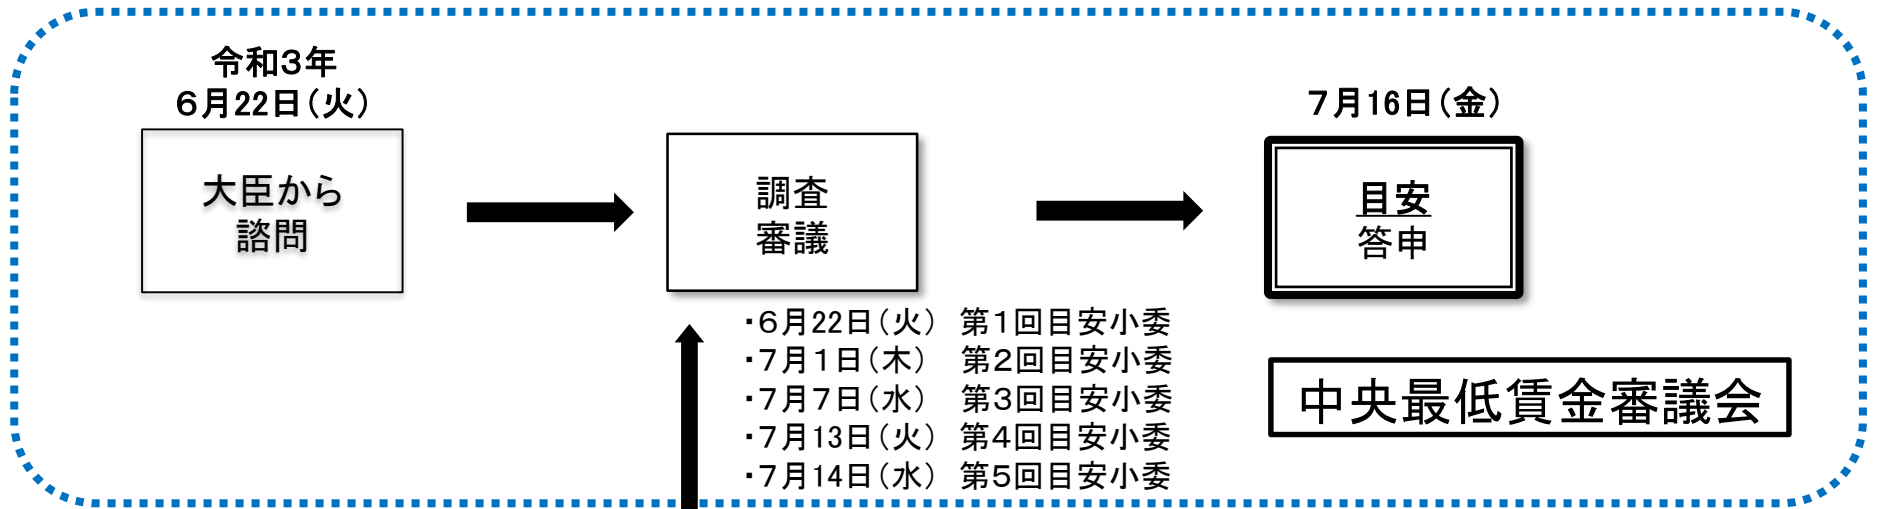 令和3年
6月22日(火)
大臣から
諮問
調査
審議
7月16日(金)
目安
答申
・6月22日(火) 第1回目安小委
・7月1日(木) 第2回目安小委
・7月7日(水) 第3回目安小委
・7月13日(火) 第4回目安小委
・7月14日(水) 第5回目安小委
中央最低賃金審議会